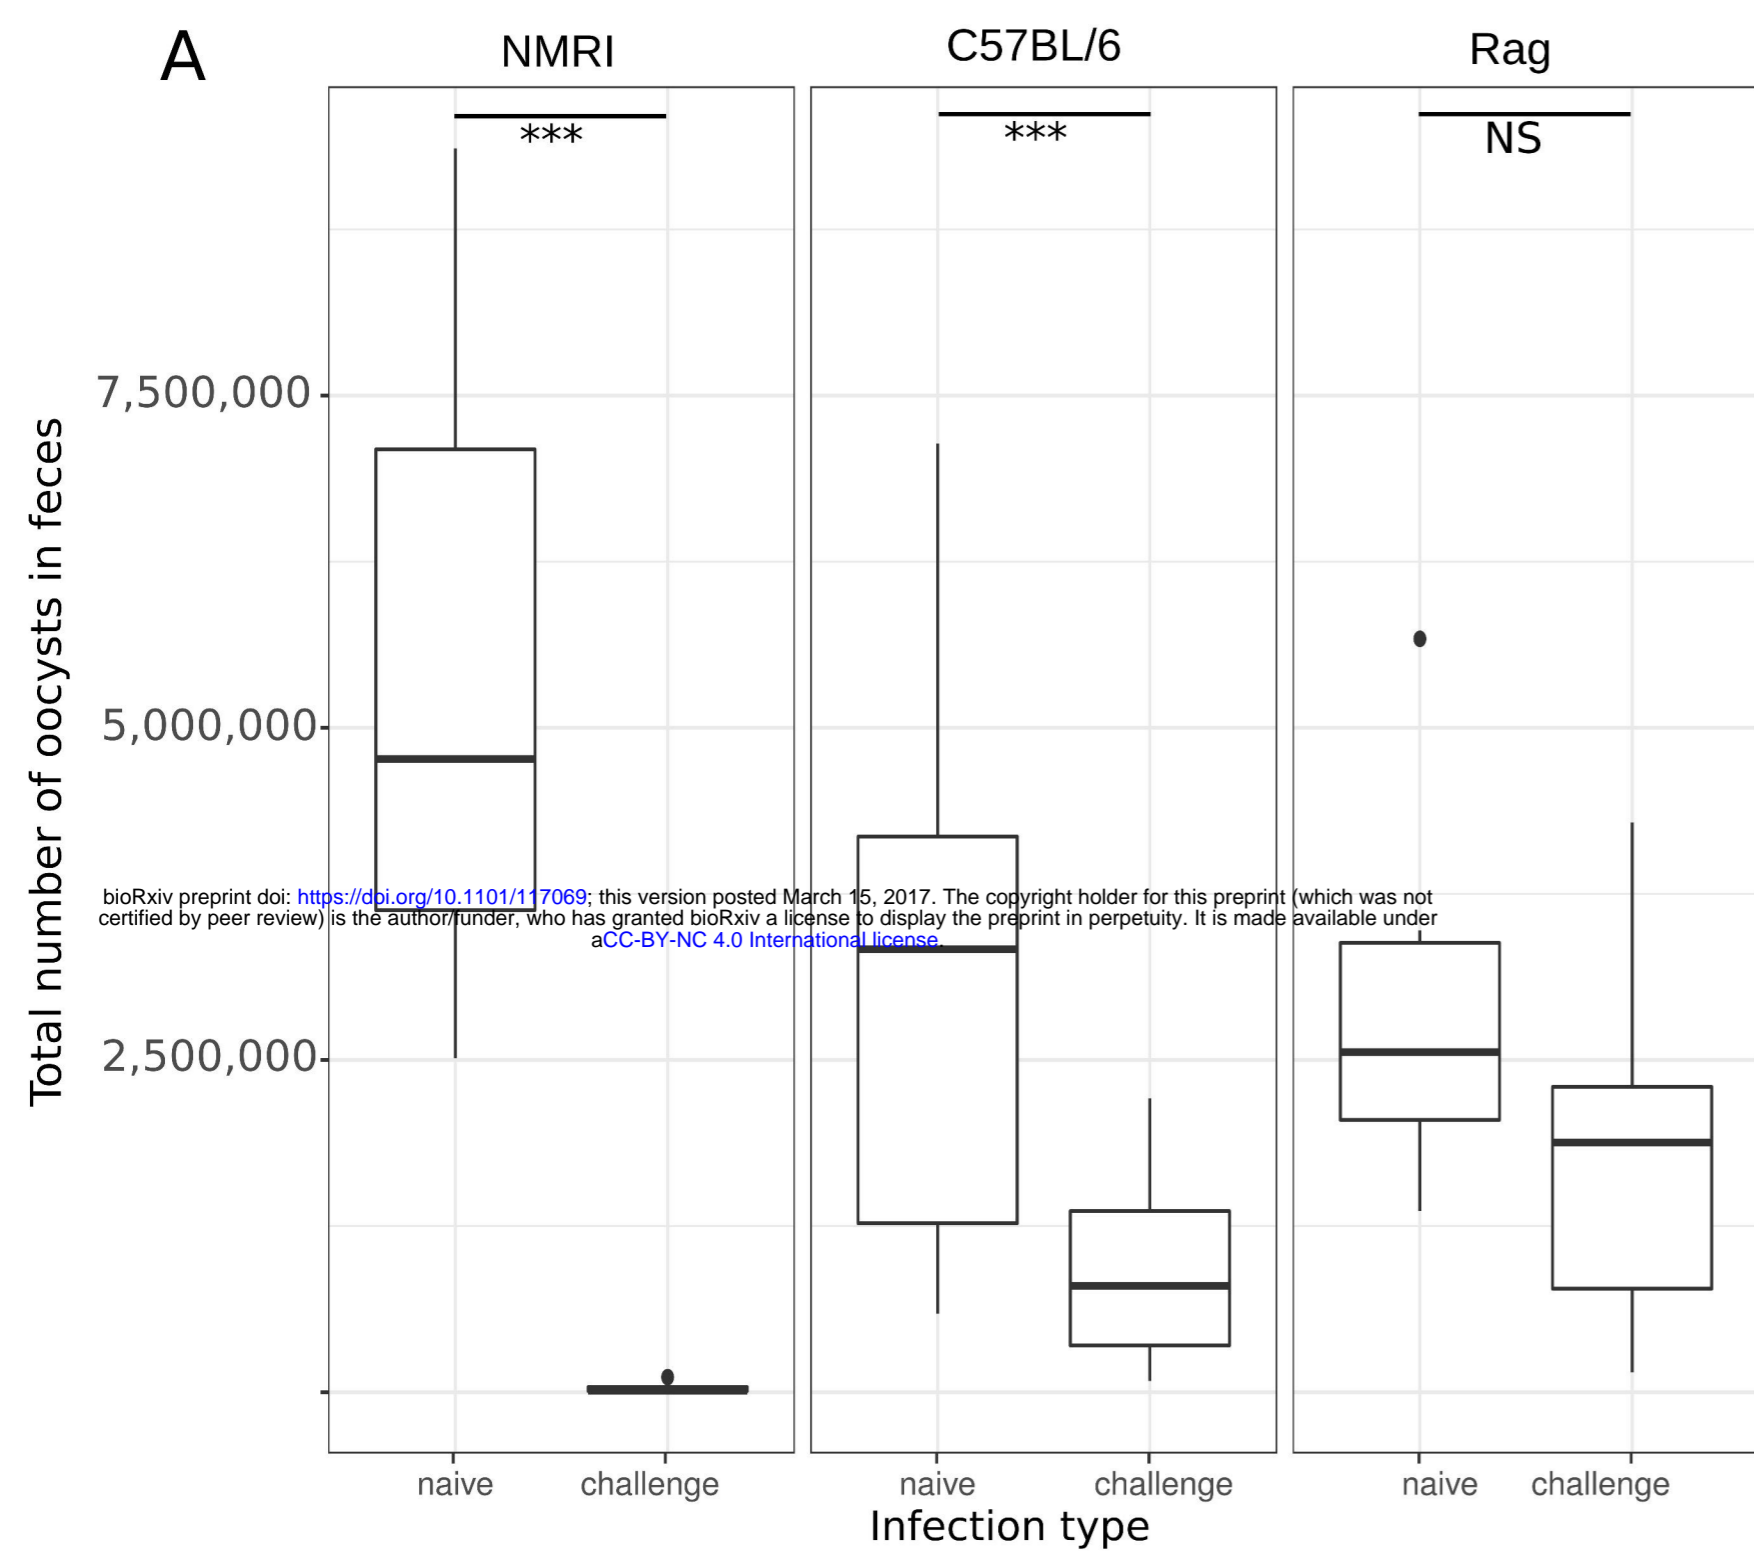 A
NMRI
C57BL/6
Rag
***
***
NS
Total number of oocysts in feces
7,500,000
5,000,000
2,500,000
bioRxiv preprint doi: https://doi.org/10.1101/117069; this version posted March 15, 2017. The copyright holder for this preprint (which was not
certified by peer review) is the author/funder, who has granted bioRxiv a license to display the preprint in perpetuity. It is made available under
aCC-BY-NC 4.0 International license.
naive challenge naive challenge naive challenge
Infection type